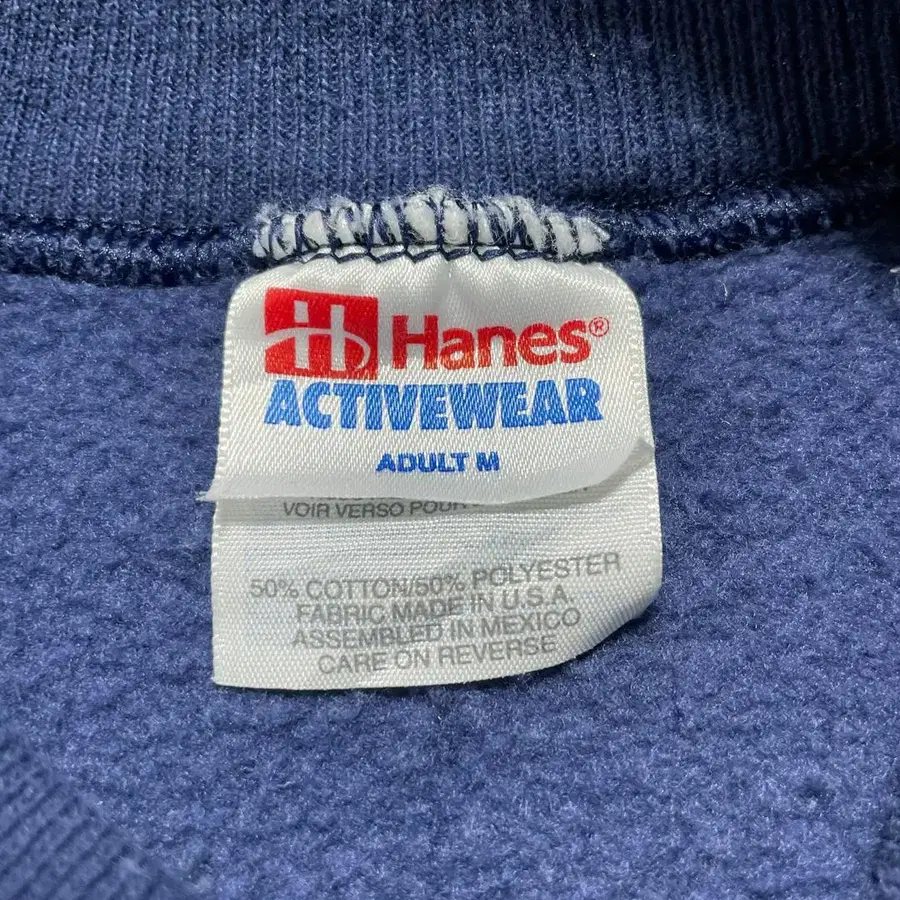 H Hanes®
ACTIVEWEAR
ADULT M
VOIR VERSO POUR
50% COTTON/50% POLYESTER
FABRIC MADE IN U.S.A.
ASSEMBLED IN MEXICO
CARE ON REVERSE